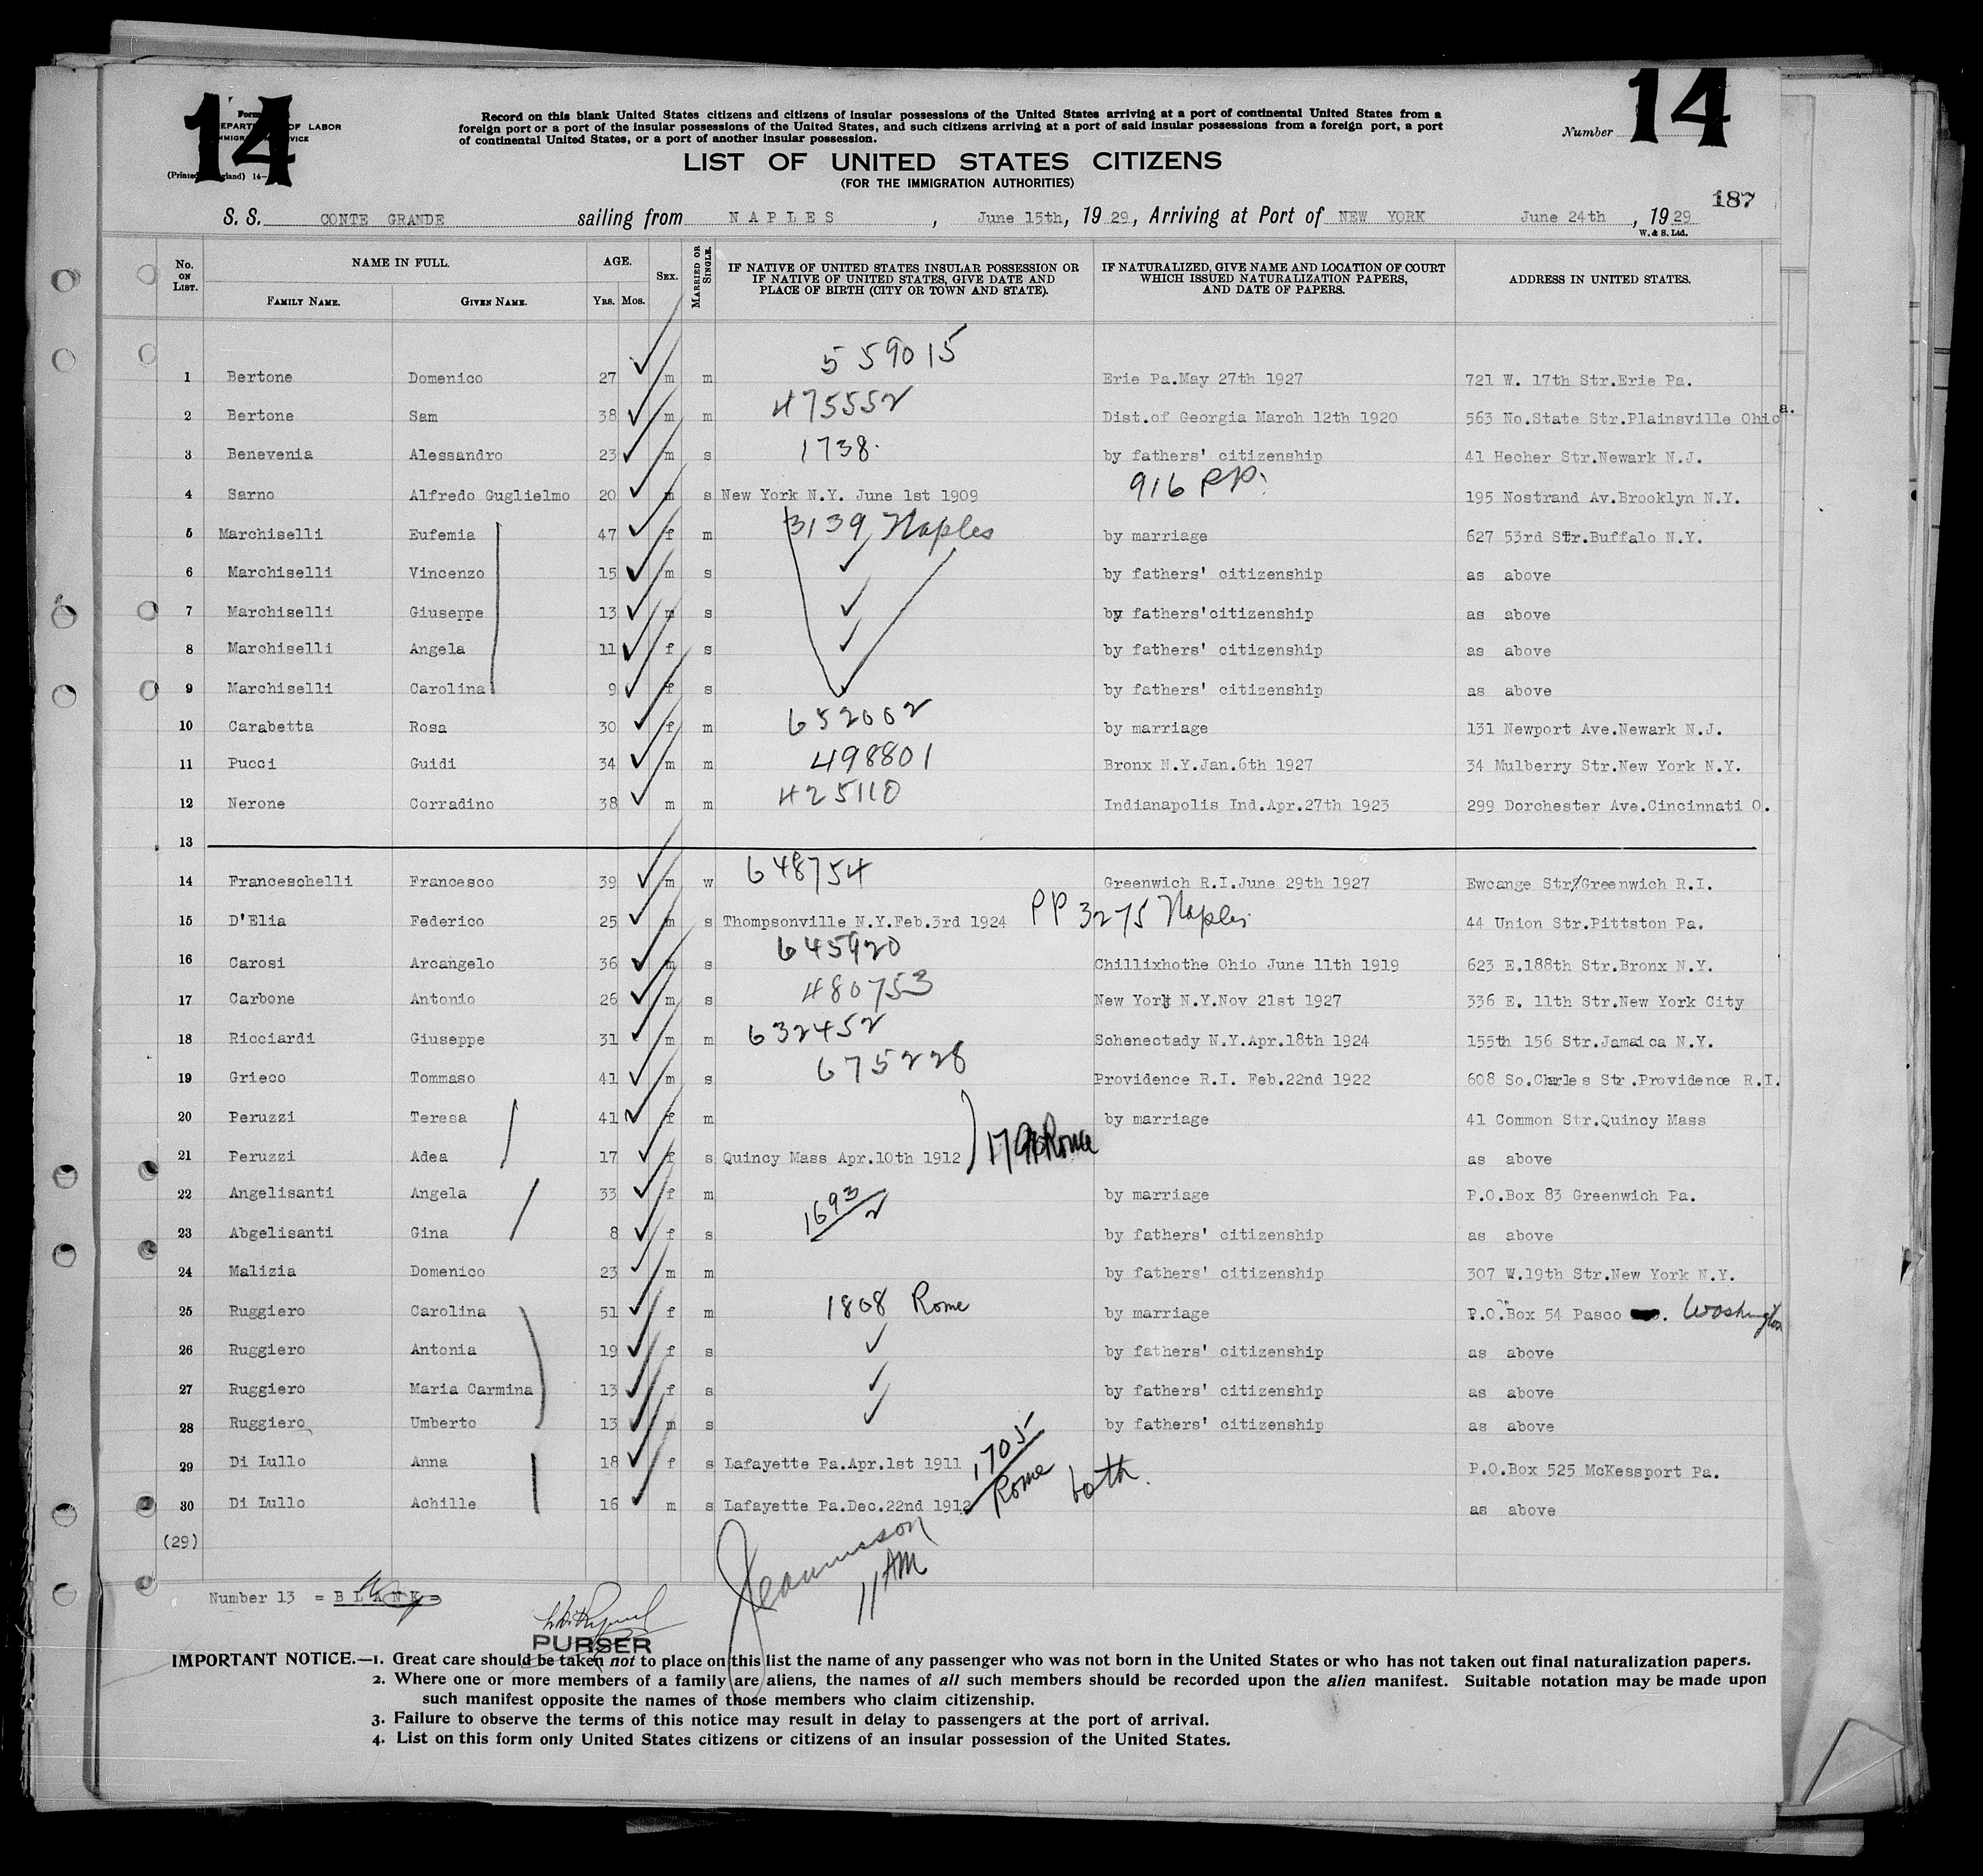 14
14
Form
DEPARTMENT OF LABOR
IMMIGRATION SERVICE
(Printed England) 14-
Record on this blank United States citizens and citizens of insular possessions of the United States arriving at a port of continental United States from a
foreign port or a port of the insular possessions of the United States, and such citizens arriving at a port of said insular possessions from a foreign port, a port
of continental United States, or a port of another insular possession.
Number
LIST OF UNITED STATES CITIZENS
(FOR THE IMMIGRATION AUTHORITIES)
187
S. S. CONTE GRANDE sailing from NAPLES, June 15th, 1929, Arriving at Port of NEW YORK June 24th, 1929
W. & S. Ltd.
No. ON LIST. NAME IN FULL. AGE. SEX. MARRIED OR SINGLE. IF NATIVE OF UNITED STATES INSULAR POSSESSION OR IF NATIVE OF UNITED STATES, GIVE DATE AND PLACE OF BIRTH (CITY OR TOWN AND STATE). IF NATURALIZED, GIVE NAME AND LOCATION OF COURT WHICH ISSUED NATURALIZATION PAPERS, AND DATE OF PAPERS. ADDRESS IN UNITED STATES.
FAMILY NAME. GIVEN NAME. YRS. MOS.
1 Bertone Domenico 27 m m 559015 Erie Pa.May 27th 1927 721 W. 17th Str.Erie Pa.
2 Bertone Sam 38 m m 475552 Dist.of Georgia March 12th 1920 563 No.State Str.Plainsville Ohio a.
3 Benevenia Alessandro 23 m s 1738. by fathers' citizenship 41 Hecher Str.Newark N.J.
4 Sarno Alfredo Guglielmo 20 m s New York N.Y. June 1st 1909 916 PP. 195 Nostrand Av.Brooklyn N.Y.
5 Marchiselli Eufemia 47 f m 3139 Naples by marriage 627 53rd Str.Buffalo N.Y.
6 Marchiselli Vincenzo 15 m s by fathers' citizenship as above
7 Marchiselli Giuseppe 13 m s by fathers'citizenship as above
8 Marchiselli Angela 11 f s by fathers' citizenship as above
9 Marchiselli Carolina 9 f s by fathers' citizenship as above
10 Carabetta Rosa 30 f m 652002 by marriage 131 Newport Ave.Newark N.J.
11 Pucci Guidi 34 m m 498801 Bronx N.Y.Jan.6th 1927 34 Mulberry Str.New York N.Y.
12 Nerone Corradino 38 m m 425110 Indianapolis Ind.Apr.27th 1923 299 Dorchester Ave.Cincinnati O.
13
14 Franceschelli Francesco 39 m w 648754 Greenwich R.I.June 29th 1927 Ewcange Str/Greenwich R.I.
15 D'Elia Federico 25 m s Thompsonville N.Y.Feb.3rd 1924 PP 3275 Naples 44 Union Str.Pittston Pa.
16 Carosi Arcangelo 36 m s 645920 Chillixhothe Ohio June 11th 1919 623 E.188th Str.Bronx N.Y.
17 Carbone Antonio 26 m s 480753 New York N.Y.Nov 21st 1927 336 E. 11th Str.New York City
18 Ricciardi Giuseppe 31 m m 632452 Schenectady N.Y.Apr.18th 1924 155th 156 Str.Jamaica N.Y.
19 Grieco Tommaso 41 m s 675228 Providence R.I. Feb.22nd 1922 608 So.Charles Str.Providence R.I.
20 Peruzzi Teresa 41 f m by marriage 41 Common Str.Quincy Mass
21 Peruzzi Adea 17 f s Quincy Mass Apr.10th 1912 Rome as above
22 Angelisanti Angela 33 f m 1693 2 by marriage P.O.Box 83 Greenwich Pa.
23 Abgelisanti Gina 8 f s by fathers' citizenship as above
24 Malizia Domenico 23 m m by fathers' citizenship 307 W.19th Str.New York N.Y.
25 Ruggiero Carolina 51 f m 1808 Rome by marriage P.O.Box 54 Pasco Washington
26 Ruggiero Antonia 19 f s by fathers' citizenship as above
27 Ruggiero Maria Carmina 13 f s by fathers' citizenship as above
28 Ruggiero Umberto 13 m s by fathers' citizenship as above
29 Di Lullo Anna 18 f s Lafayette Pa.Apr.1st 1911 1705 Rome both. P.O.Box 525 McKessport Pa.
30 Di Lullo Achille 16 m s Lafayette Pa.Dec.22nd 1912 as above
(29)
11 AM
Number 13 = BLANK =
PURSER
IMPORTANT NOTICE.—1. Great care should be taken not to place on this list the name of any passenger who was not born in the United States or who has not taken out final naturalization papers.
2. Where one or more members of a family are aliens, the names of all such members should be recorded upon the alien manifest. Suitable notation may be made upon
such manifest opposite the names of those members who claim citizenship.
3. Failure to observe the terms of this notice may result in delay to passengers at the port of arrival.
4. List on this form only United States citizens or citizens of an insular possession of the United States.